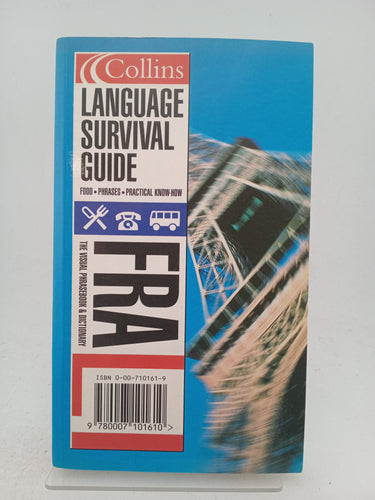 Collins
LANGUAGE
SURVIVAL
GUIDE
FOOD • PHRASES • PRACTICAL KNOW-HOW
FRA
THE VISUAL PHRASEBOOK & DICTIONARY
ISBN 0-00-710161-9
9 780007 101610 >